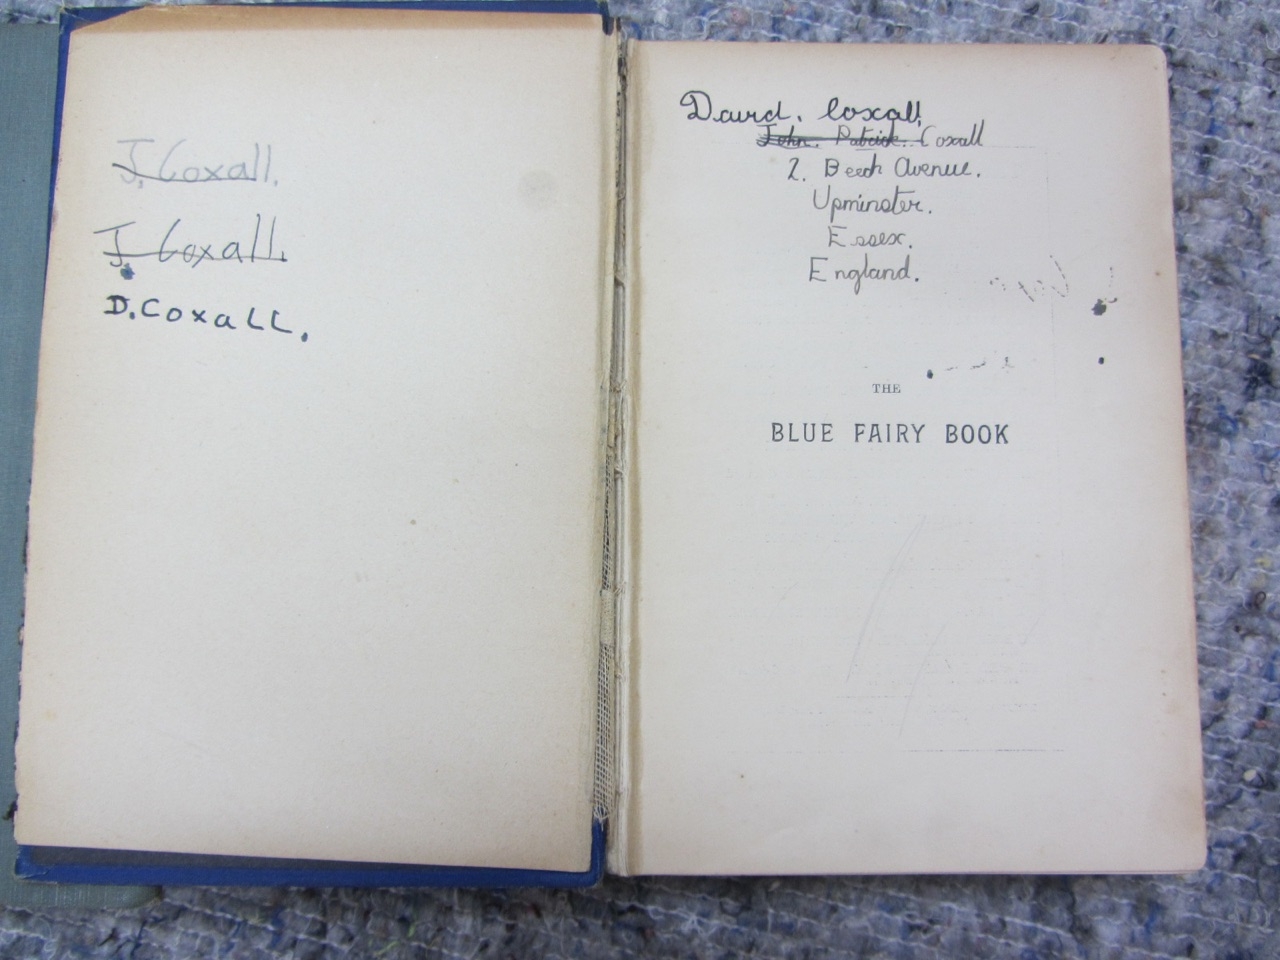 J. Coxall.
J. Coxall.
D. Coxall.
David. Coxall
John. Patrick. Coxall
2. Beech Avenue.
Upminster.
Essex.
England.
THE
BLUE FAIRY BOOK